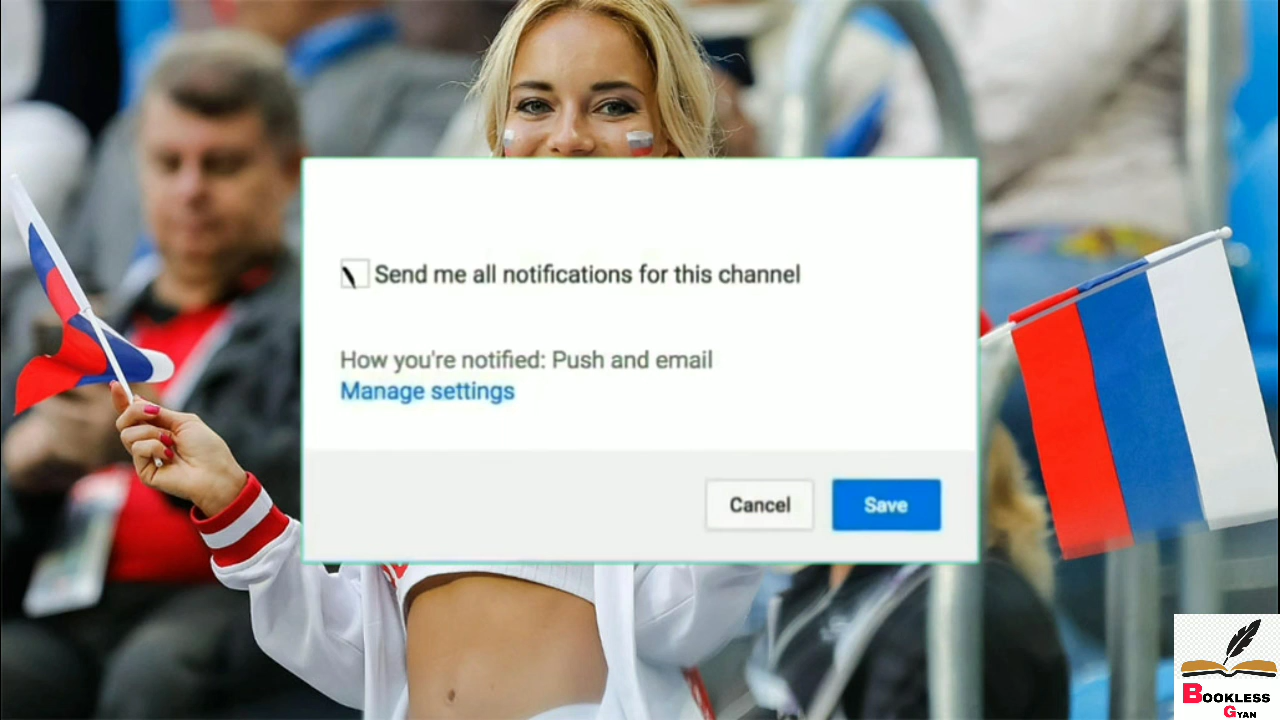 Send me all notifications for this channel
How you're notified: Push and email
Manage settings
Cancel
Save
BOOKLESS
GYAN